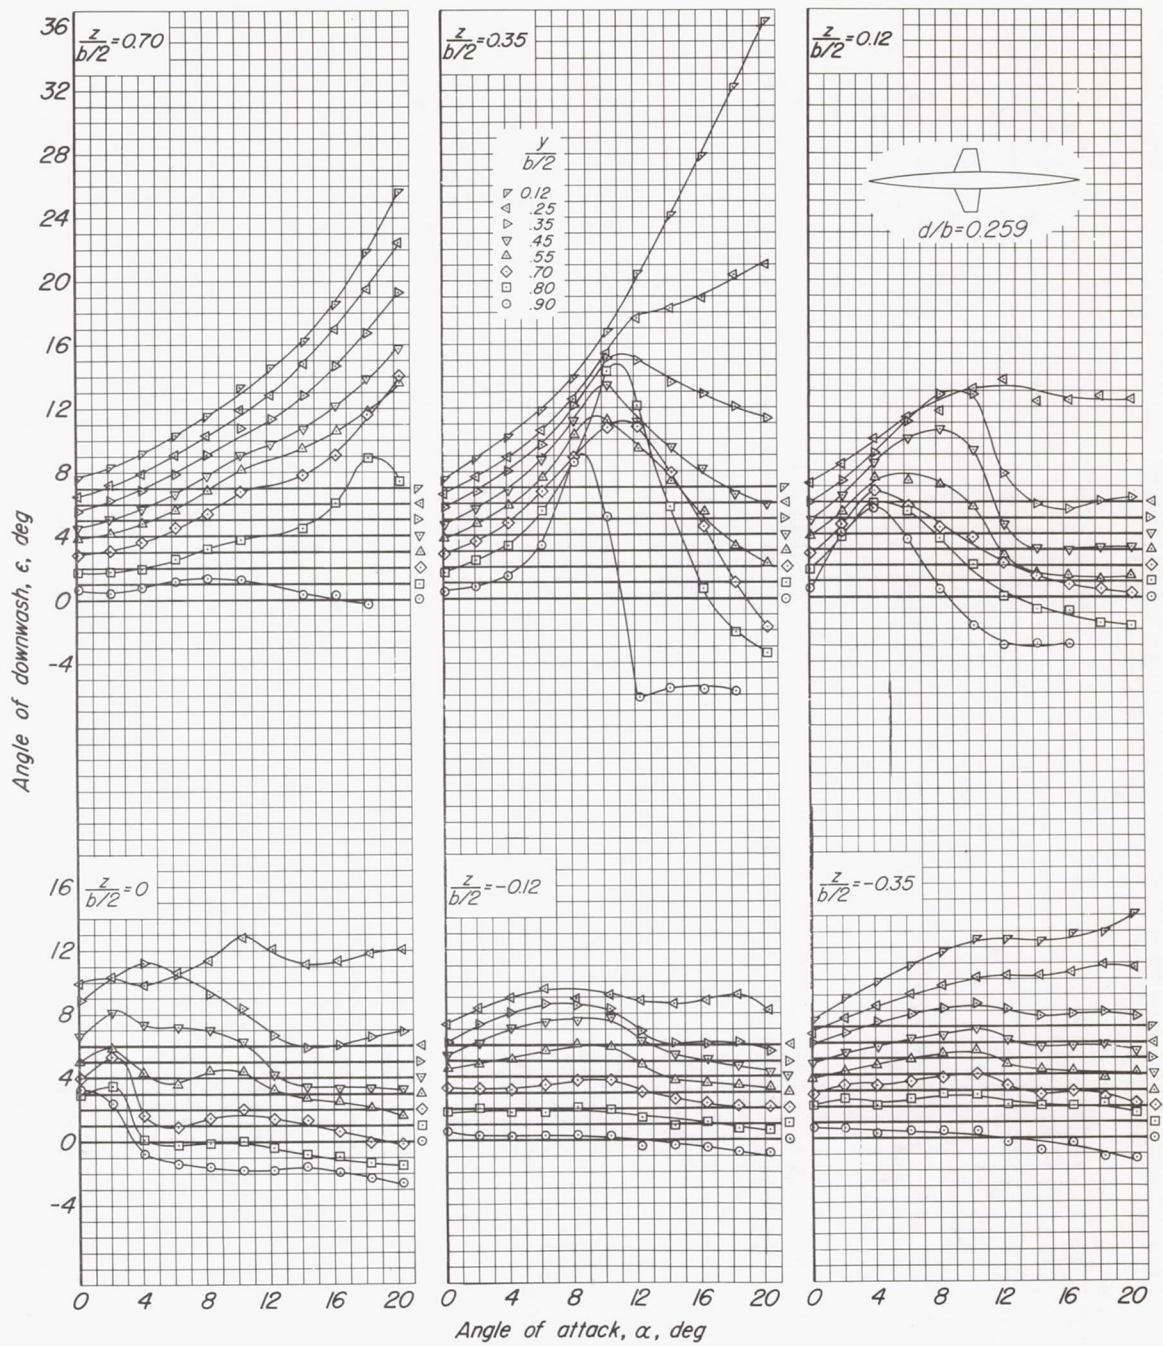 36
32
28
24
20
16
12
8
4
0
-4
z/b/2 = 0.70
z/b/2 = 0.35
z/b/2 = 0.12
y
b/2
0.12
.25
.35
.45
.55
.70
.80
.90
d/b=0.259
Angle of downwash, ϵ, deg
16
12
8
4
0
-4
z/b/2 = 0
z/b/2 = -0.12
z/b/2 = -0.35
0 4 8 12 16 20
0 4 8 12 16 20
0 4 8 12 16 20
Angle of attack, α, deg